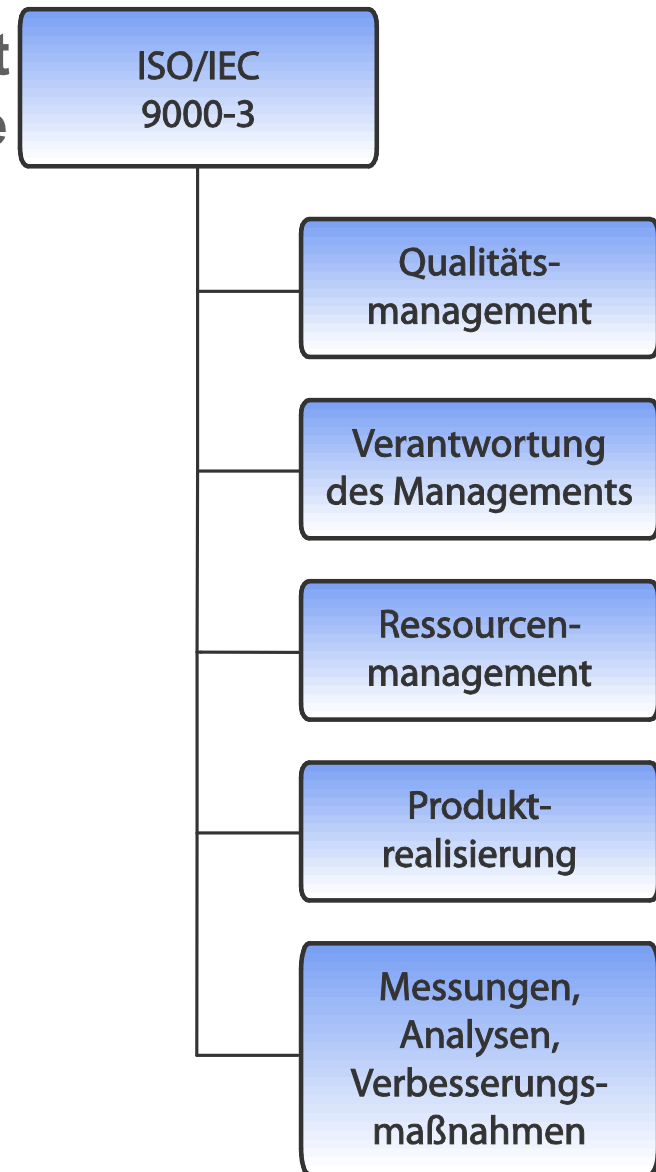 ISO/IEC
9000-3
Qualitäts-
management
Verantwortung
des Managements
Ressourcen-
management
Produkt-
realisierung
Messungen,
Analysen,
Verbesserungs-
maßnahmen